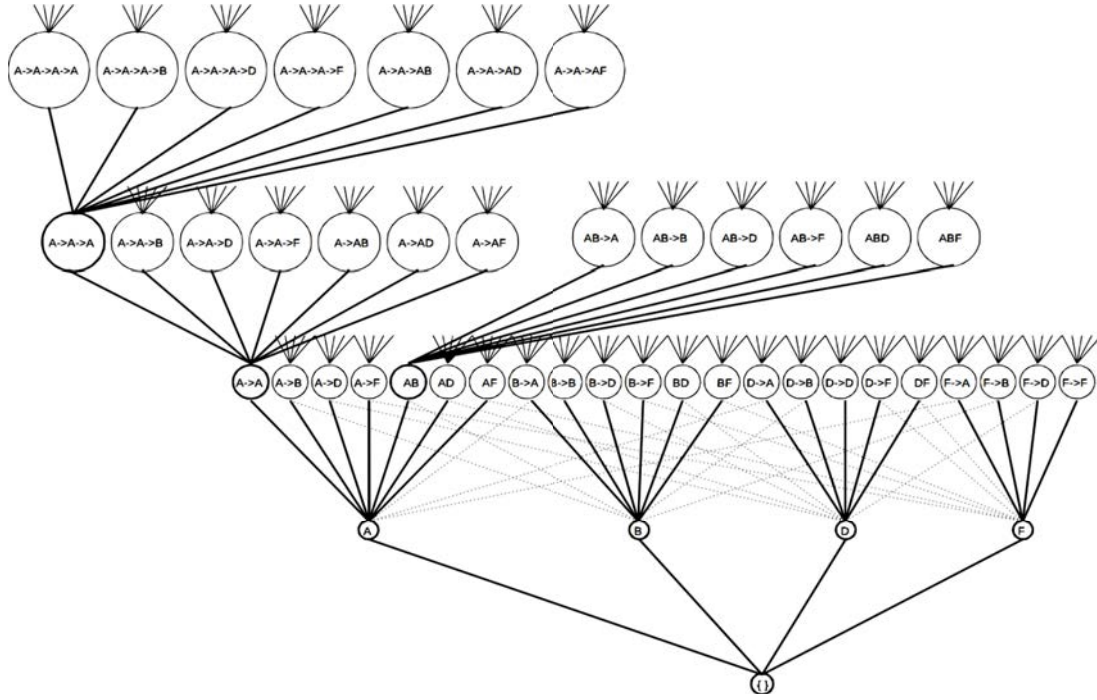 A->A->A->A A->A->A->B A->A->A->D A->A->A->F A->A->AB A->A->AD A->A->AF
A->A->A A->A->B A->A->D A->A->F A->AB A->AD A->AF AB->A AB->B AB->D AB->F ABD ABF
A->A A->B A->D A->F AB AD AF B->A B->B B->D B->F BD BF D->A D->B D->D D->F DF F->A F->B F->D F->F
A B D F
{ }